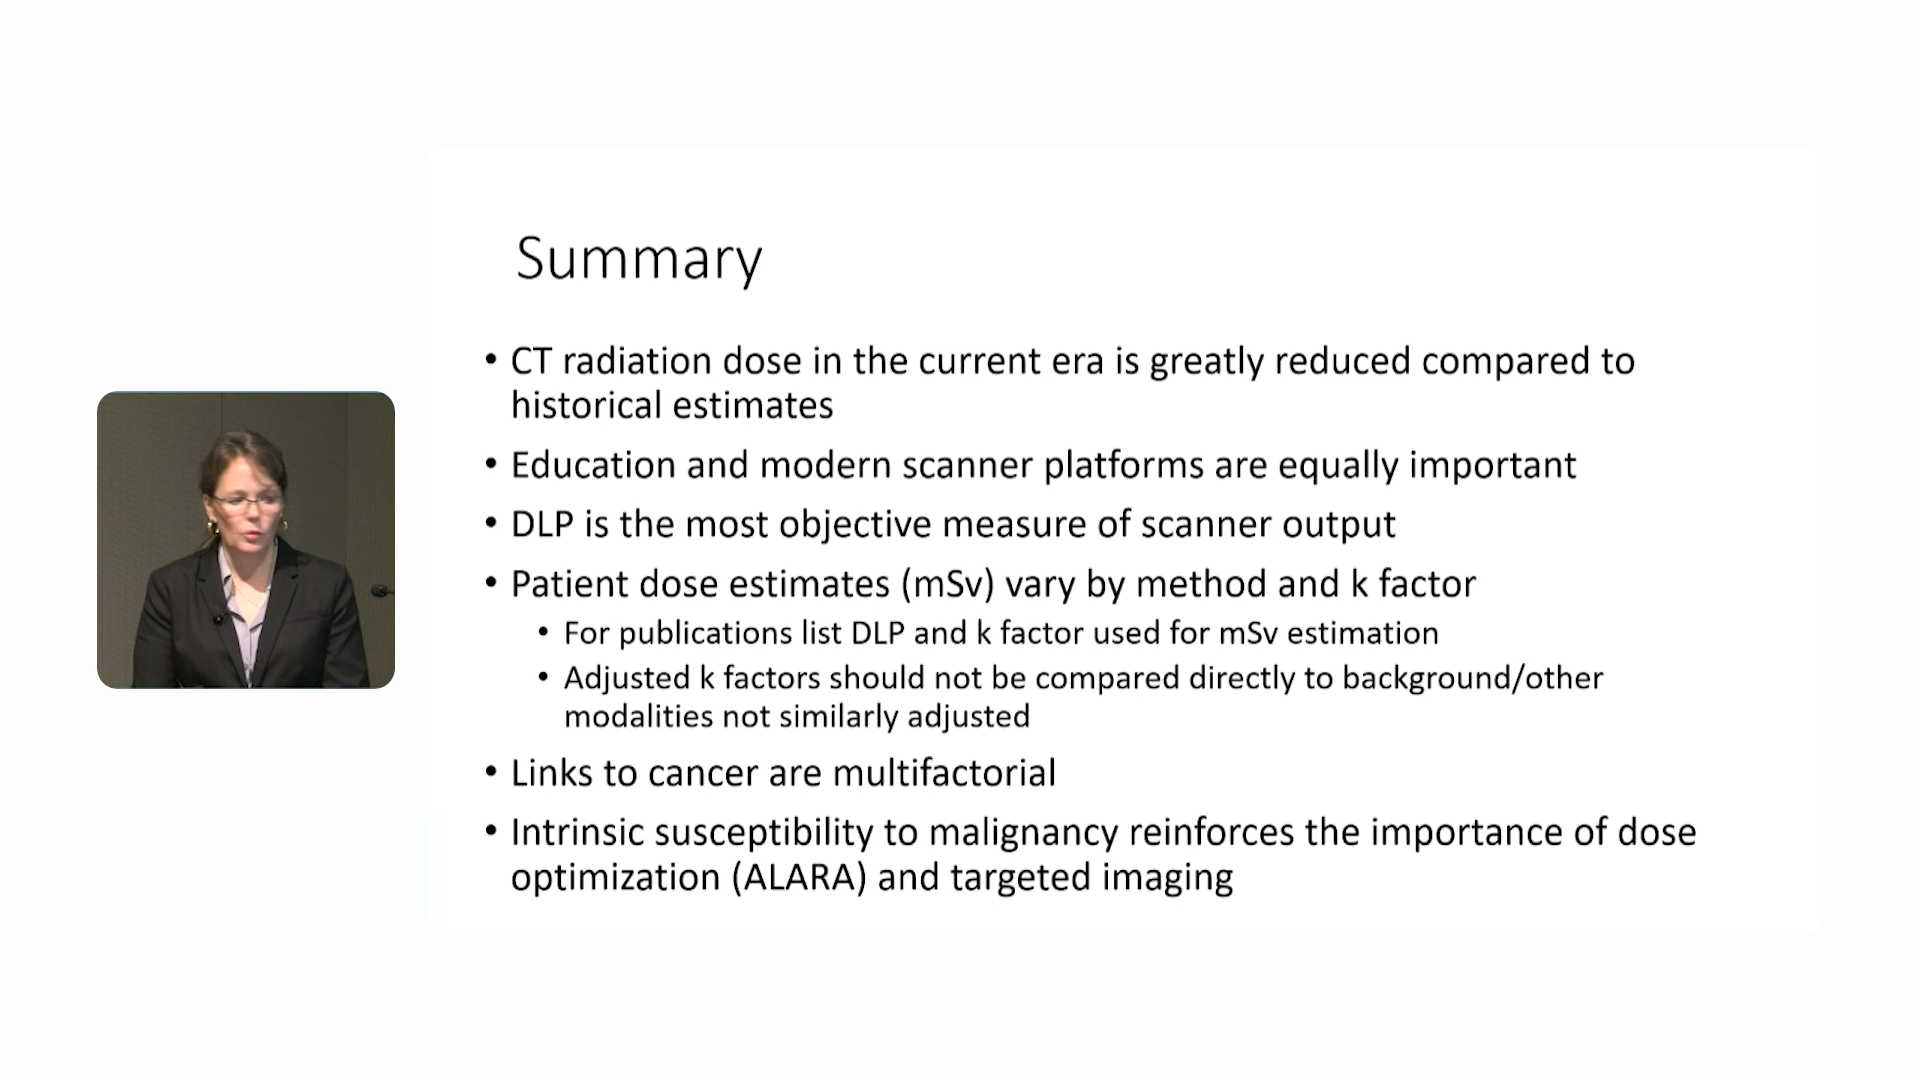 Summary
• CT radiation dose in the current era is greatly reduced compared to
historical estimates
• Education and modern scanner platforms are equally important
• DLP is the most objective measure of scanner output
• Patient dose estimates (mSv) vary by method and k factor
• For publications list DLP and k factor used for mSv estimation
• Adjusted k factors should not be compared directly to background/other
modalities not similarly adjusted
• Links to cancer are multifactorial
• Intrinsic susceptibility to malignancy reinforces the importance of dose
optimization (ALARA) and targeted imaging